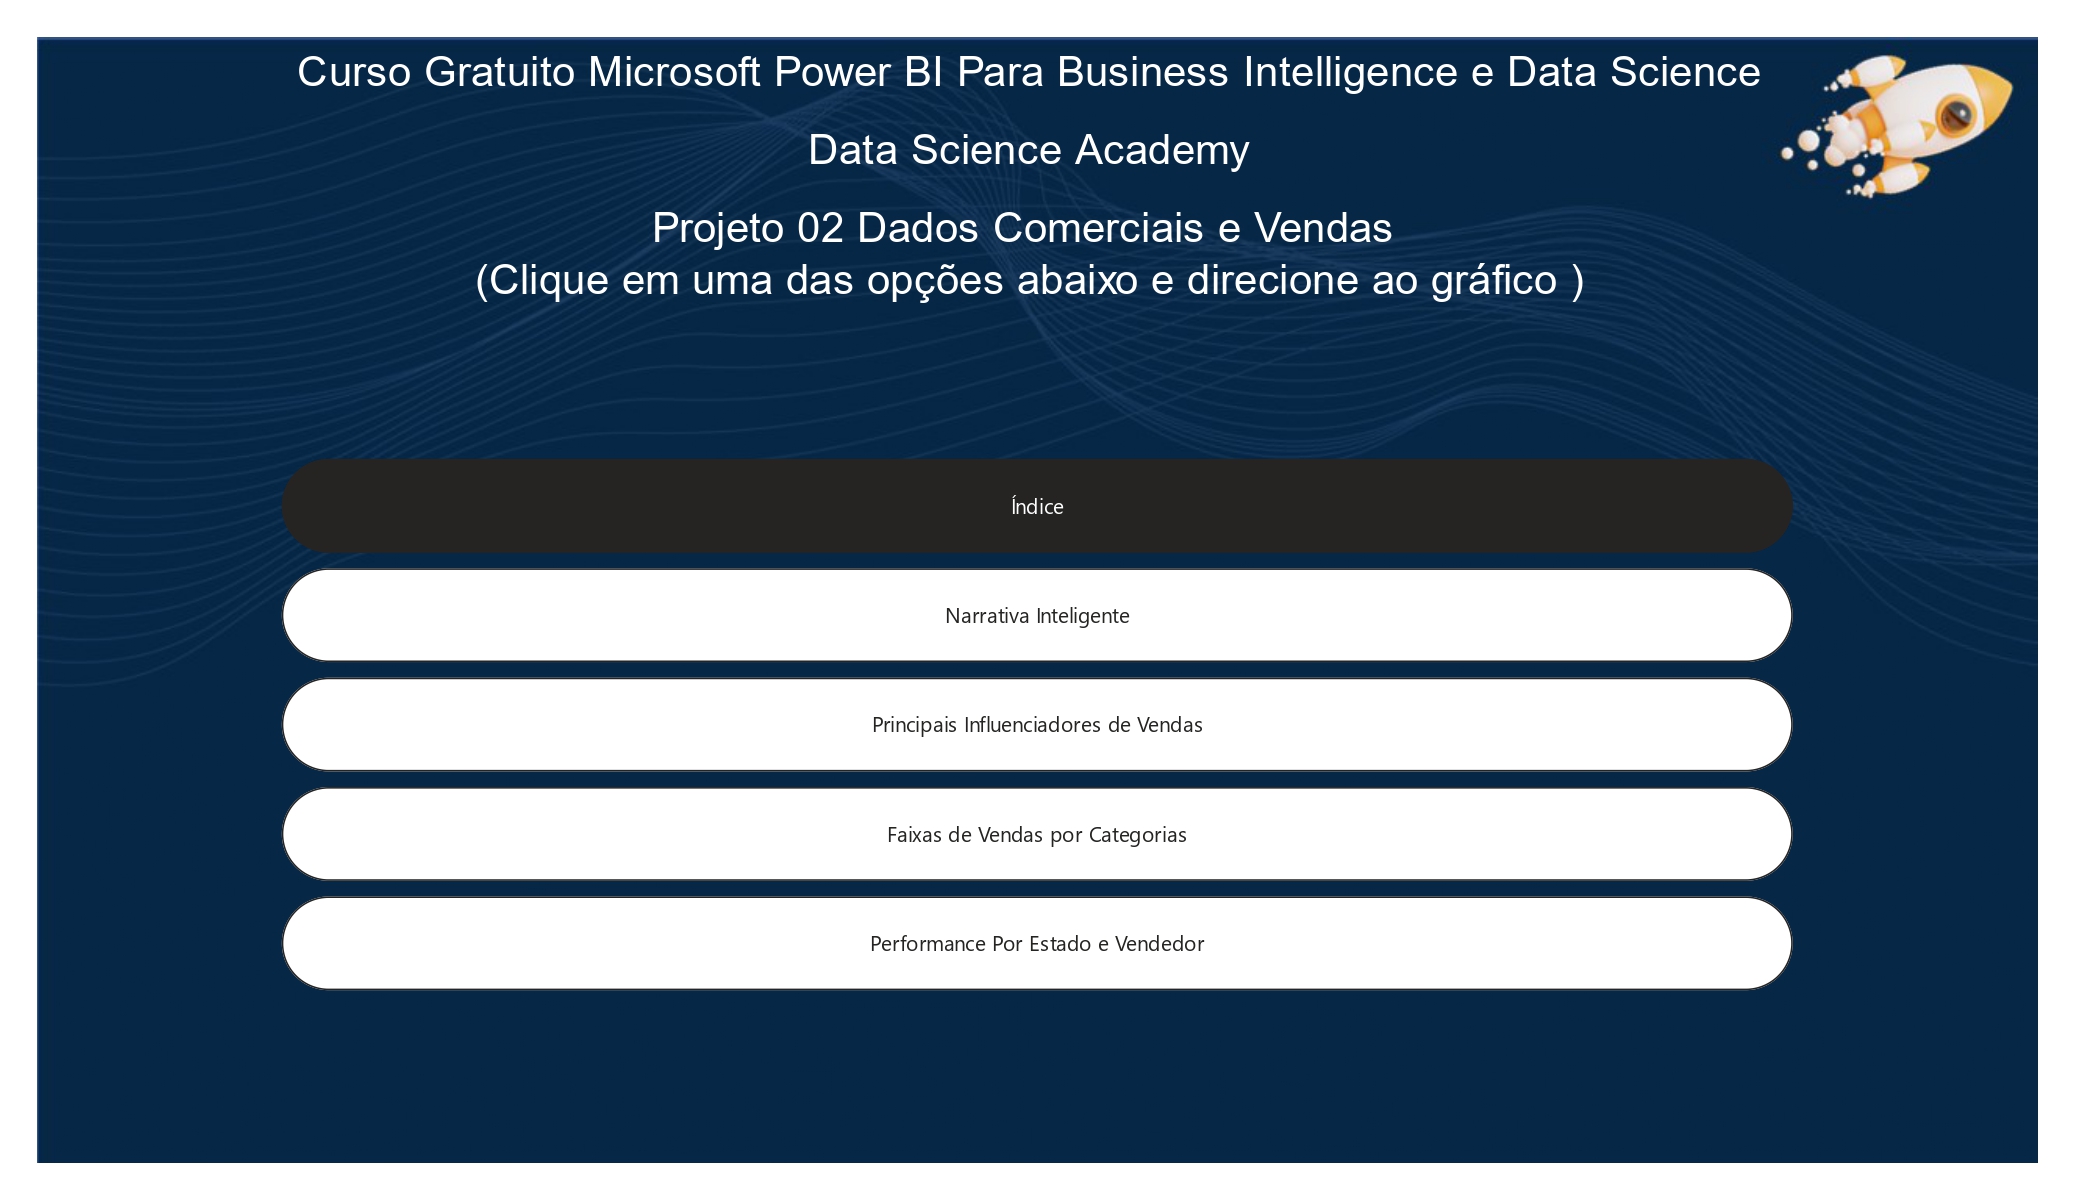 Curso Gratuito Microsoft Power BI Para Business Intelligence e Data Science
Data Science Academy
Projeto 02 Dados Comerciais e Vendas
(Clique em uma das opções abaixo e direcione ao gráfico )
Índice
Narrativa Inteligente
Principais Influenciadores de Vendas
Faixas de Vendas por Categorias
Performance Por Estado e Vendedor